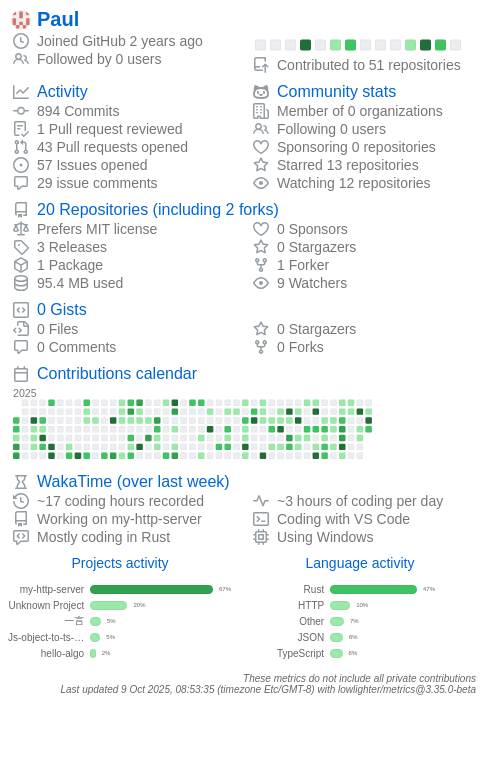 Paul
Joined GitHub 2 years ago
Followed by 0 users
Contributed to 51 repositories
Activity
894 Commits
1 Pull request reviewed
43 Pull requests opened
57 Issues opened
29 issue comments
Community stats
Member of 0 organizations
Following 0 users
Sponsoring 0 repositories
Starred 13 repositories
Watching 12 repositories
20 Repositories (including 2 forks)
Prefers MIT license
3 Releases
1 Package
95.4 MB used
0 Sponsors
0 Stargazers
1 Forker
9 Watchers
0 Gists
0 Files
0 Comments
0 Stargazers
0 Forks
Contributions calendar
2025
WakaTime (over last week)
~17 coding hours recorded
Working on my-http-server
Mostly coding in Rust
~3 hours of coding per day
Coding with VS Code
Using Windows
Projects activity
my-http-server 67%
Unknown Project 20%
一言 5%
Js-object-to-ts-… 5%
hello-algo 2%
Language activity
Rust 47%
HTTP 10%
Other 7%
JSON 6%
TypeScript 6%
These metrics do not include all private contributions
Last updated 9 Oct 2025, 08:53:35 (timezone Etc/GMT-8) with lowlighter/metrics@3.35.0-beta